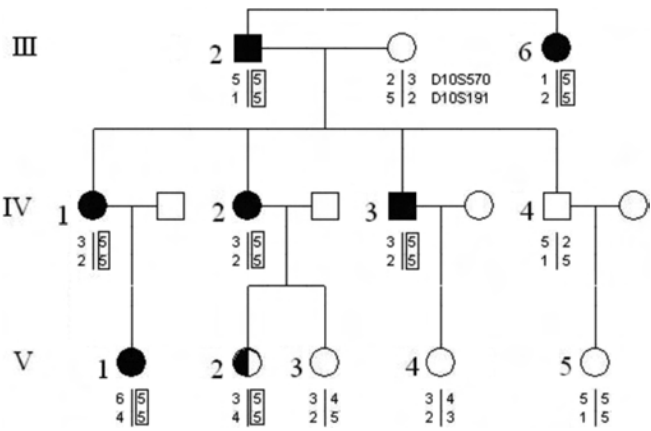 III 2 6
5 5 2 3 D10S570 1 5
1 5 5 2 D10S191 2 5
IV 1 2 3 4
3 5 3 5 3 5 5 2
2 5 2 5 2 5 1 5
V 1 2 3 4 5
6 5 3 5 3 4 3 4 5 5
4 5 4 5 2 5 2 3 1 5